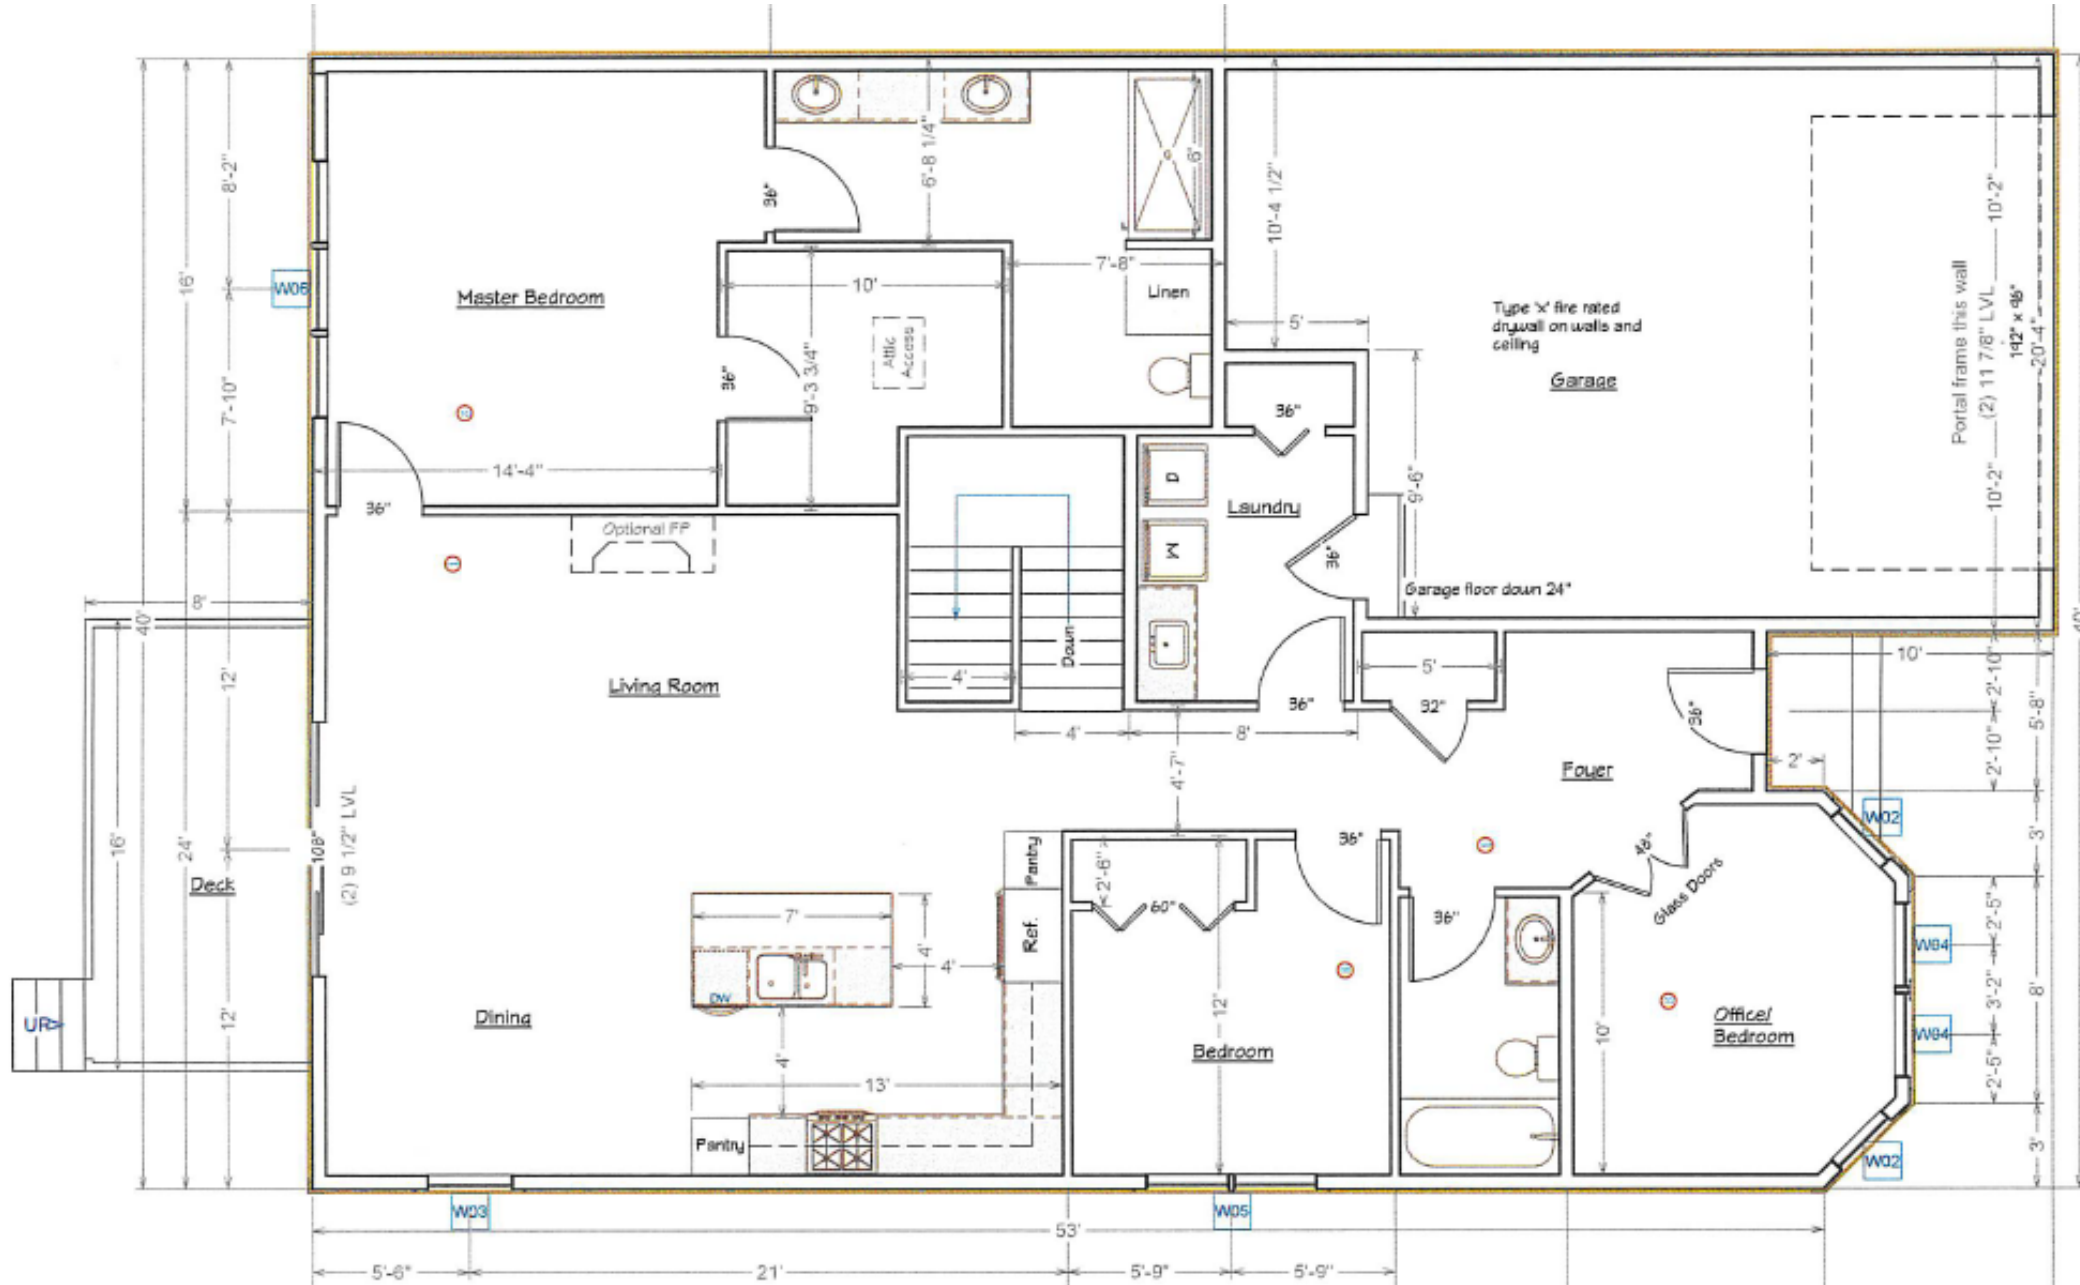 8'-2"
16'
7'-10"
40'
8'
12'
16'
24'
12'
W06
Master Bedroom
14'-4"
36"
36"
36"
6'-8 1/4"
6'
10'
9'-3 3/4"
Attic
Access
7'-8"
Linen
10'-4 1/2"
5'
Type 'x' fire rated
drywall on walls and
ceiling
Garage
Portal frame this wall
(2) 11 7/8" LVL
192" x 96"
20'-4"
10'-2"
10'-2"
9'-6"
36"
Laundry
D
36"
Garage floor down 24"
Optional FP
Living Room
Down
4'
4'
8'
36"
5'
32"
36"
10'
2'-10"
5'-8"
2'-10"
2'
Foyer
4'-7"
Deck
108"
(2) 9 1/2" LVL
UP
Dining
7'
4'
4'
DW
4'
13'
Pantry
Pantry
Ref.
2'-6"
60"
36"
12'
Bedroom
36"
48"
Glass Doors
10'
Office/
Bedroom
W02
3'
W04
2'-5"
3'-2"
8'
W04
2'-5"
3'
W02
40'
W03
W05
53'
5'-6"
21'
5'-9"
5'-9"